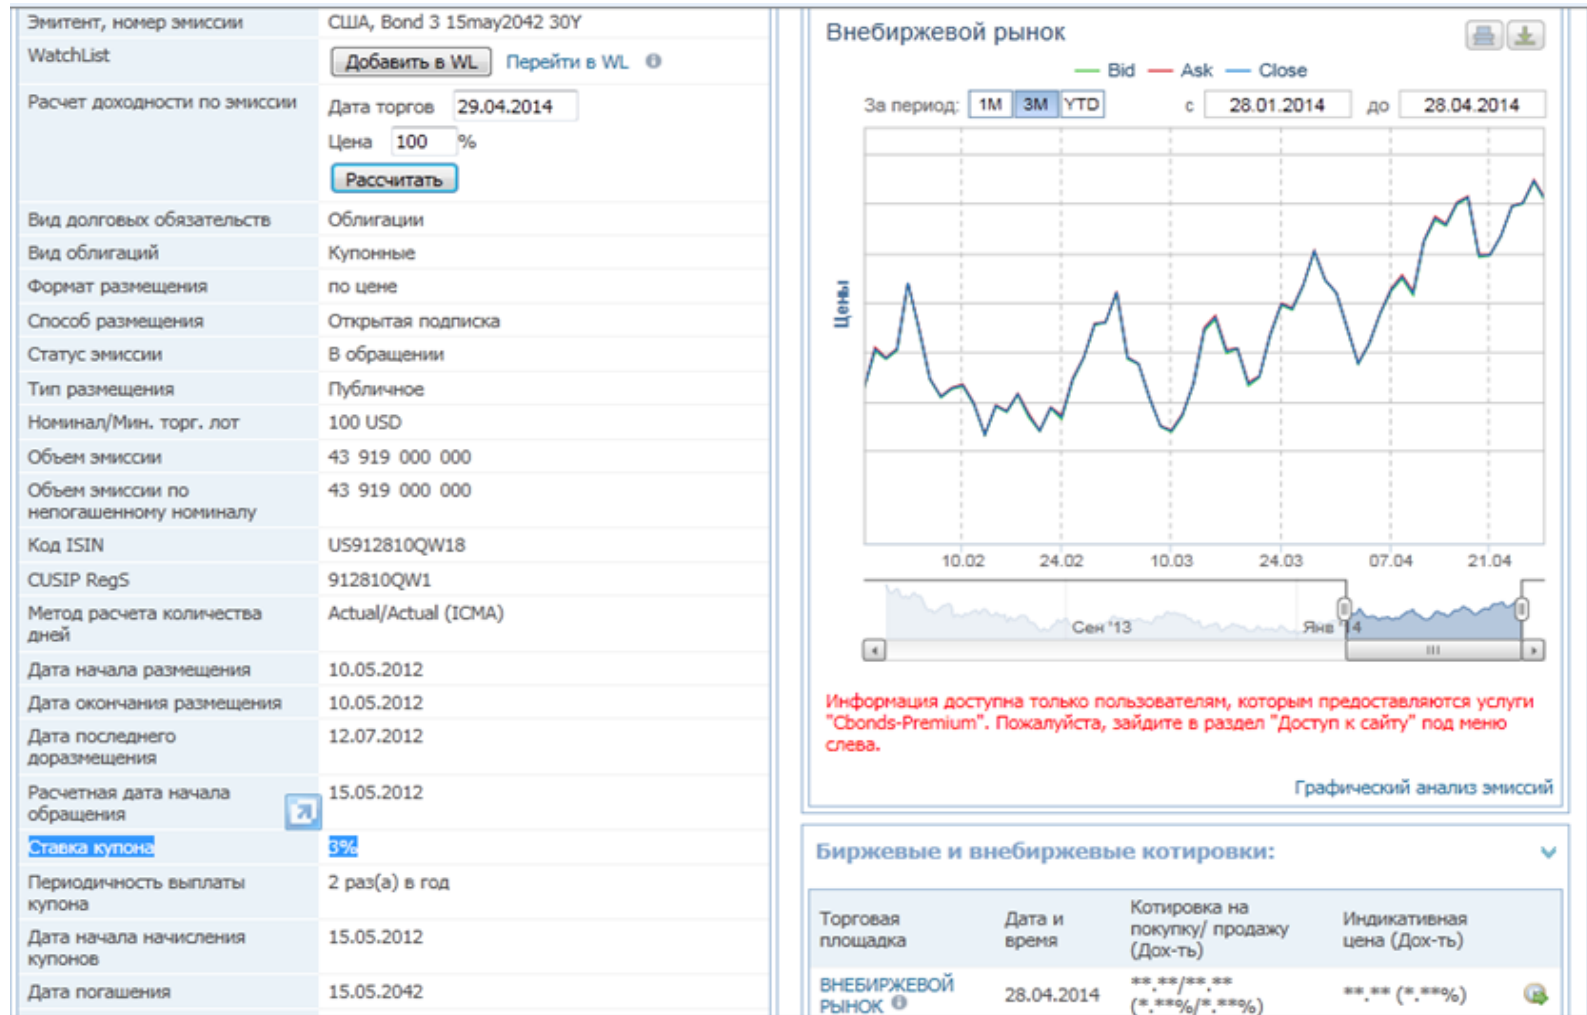 Эмитент, номер эмиссии США, Bond 3 15may2042 30Y
WatchList Добавить в WL Перейти в WL
Расчет доходности по эмиссии Дата торгов 29.04.2014
Цена 100 %
Рассчитать
Вид долговых обязательств Облигации
Вид облигаций Купонные
Формат размещения по цене
Способ размещения Открытая подписка
Статус эмиссии В обращении
Тип размещения Публичное
Номинал/Мин. торг. лот 100 USD
Объем эмиссии 43 919 000 000
Объем эмиссии по 43 919 000 000
непогашенному номиналу
Код ISIN US912810QW18
CUSIP RegS 912810QW1
Метод расчета количества Actual/Actual (ICMA)
дней
Дата начала размещения 10.05.2012
Дата окончания размещения 10.05.2012
Дата последнего 12.07.2012
доразмещения
Расчетная дата начала 15.05.2012
обращения
Ставка купона 3%
Периодичность выплаты 2 раз(а) в год
купона
Дата начала начисления 15.05.2012
купонов
Дата погашения 15.05.2042
Внебиржевой рынок
Bid Ask Close
За период: 1M 3M YTD с 28.01.2014 до 28.04.2014
Цены
10.02 24.02 10.03 24.03 07.04 21.04
Сен '13 Янв '14
Информация доступна только пользователям, которым предоставляются услуги
"Cbonds-Premium". Пожалуйста, зайдите в раздел "Доступ к сайту" под меню
слева.
Графический анализ эмиссий
Биржевые и внебиржевые котировки:
Торговая площадка Дата и время Котировка на покупку/ продажу (Дох-ть) Индикативная цена (Дох-ть)
ВНЕБИРЖЕВОЙ РЫНОК 28.04.2014 **.**/**.** (*.**%/*.**%) **.** (*.**%)